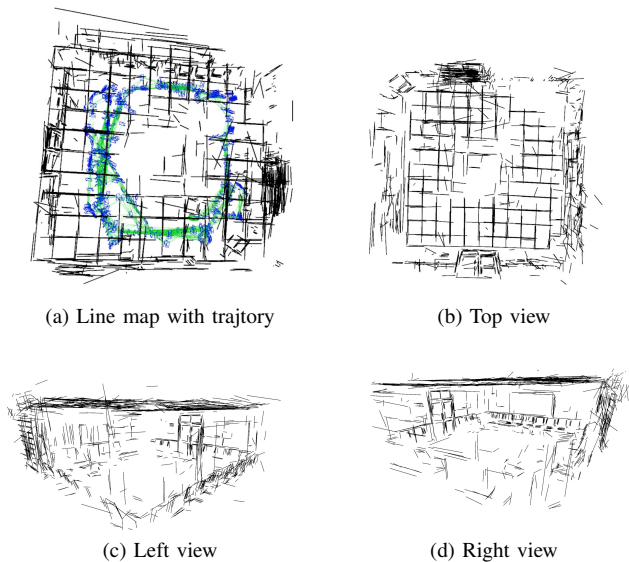 (a) Line map with trajtory
(b) Top view
(c) Left view
(d) Right view